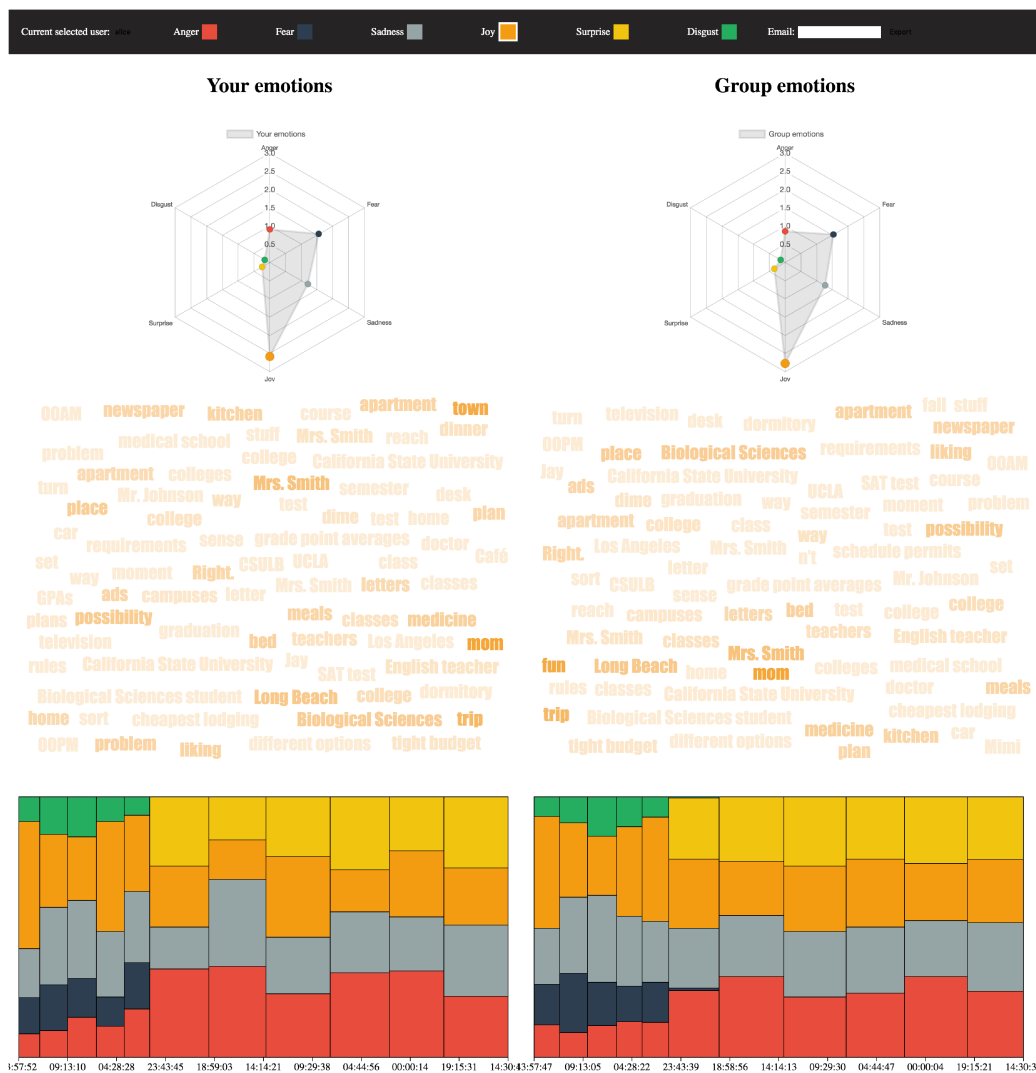 Current selected user: alice Anger Fear Sadness Joy Surprise Disgust Email: Export
Your emotions
Your emotions
Anger
3.0
2.5
2.0
1.5
1.0
0.5
Disgust
Fear
Surprise
Sadness
Joy
OOAM newspaper kitchen course apartment town
problem medical school stuff Mrs. Smith reach dinner
college California State University
apartment colleges Mrs. Smith semester
turn Mr. Johnson way test desk
place college dime test home plan
car requirements sense grade point averages doctor Café
set way moment Right. CSULB UCLA class
GPAs ads campuses letter Mrs. Smith letters classes
plans possibility meals classes medicine
television graduation bed teachers Los Angeles mom
rules California State University Jay SAT test English teacher
Biological Sciences student Long Beach college dormitory
home sort cheapest lodging Biological Sciences trip
OOPM problem liking different options tight budget
:57:52 09:13:10 04:28:28 23:43:45 18:59:03 14:14:21 09:29:38 04:44:56 00:00:14 19:15:31
Group emotions
Group emotions
Anger
3.0
2.5
2.0
1.5
1.0
0.5
Disgust
Fear
Surprise
Sadness
Joy
turn television desk dormitory apartment fall stuff newspaper
OOPM place Biological Sciences requirements liking OOAM
Jay ads California State University UCLA SAT test course
dime graduation way semester moment problem
apartment college class way test possibility
Right. Los Angeles Mrs. Smith n't schedule permits
sort CSULB letter sense grade point averages Mr. Johnson set
reach campuses letters bed test college college
Mrs. Smith classes teachers English teacher
fun Long Beach home Mrs. Smith mom colleges medical school
rules classes California State University doctor meals
trip Biological Sciences student cheapest lodging
tight budget different options medicine plan kitchen car Mimi
13:57:47 09:13:05 04:28:22 23:43:39 18:58:56 14:14:13 09:29:30 04:44:47 00:00:04 19:15:21